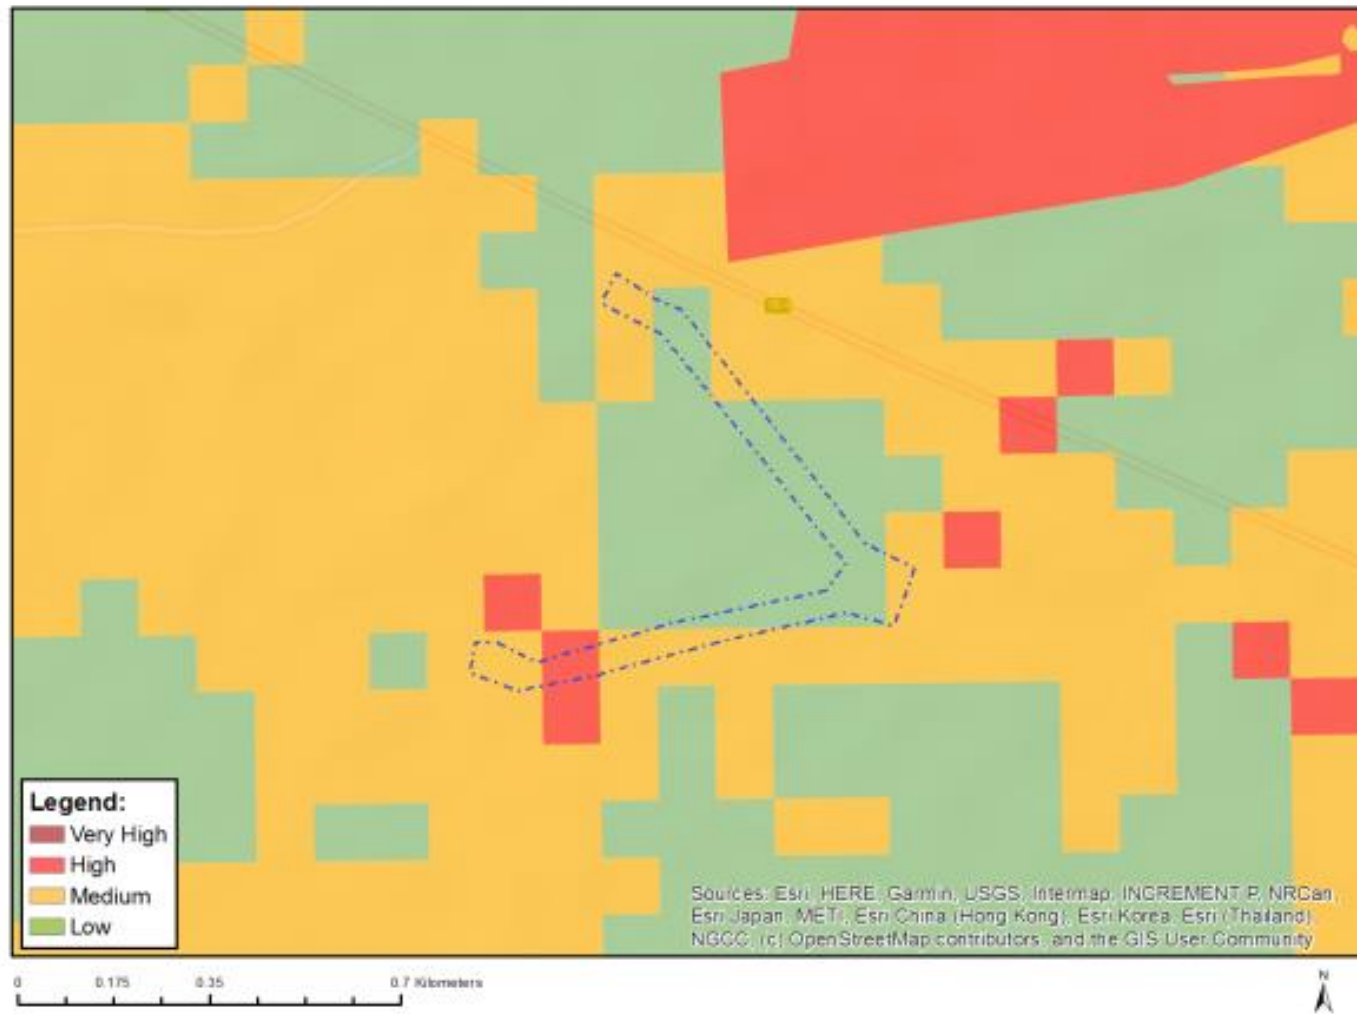 Legend:
Very High
High
Medium
Low
Sources: Esri, HERE, Garmin, USGS, Intermap, INCREMENT P, NRCan,
Esri Japan, METI, Esri China (Hong Kong), Esri Korea, Esri (Thailand),
NGCC, (c) OpenStreetMap contributors, and the GIS User Community
0 0.175 0.35 0.7 Kilometers
N